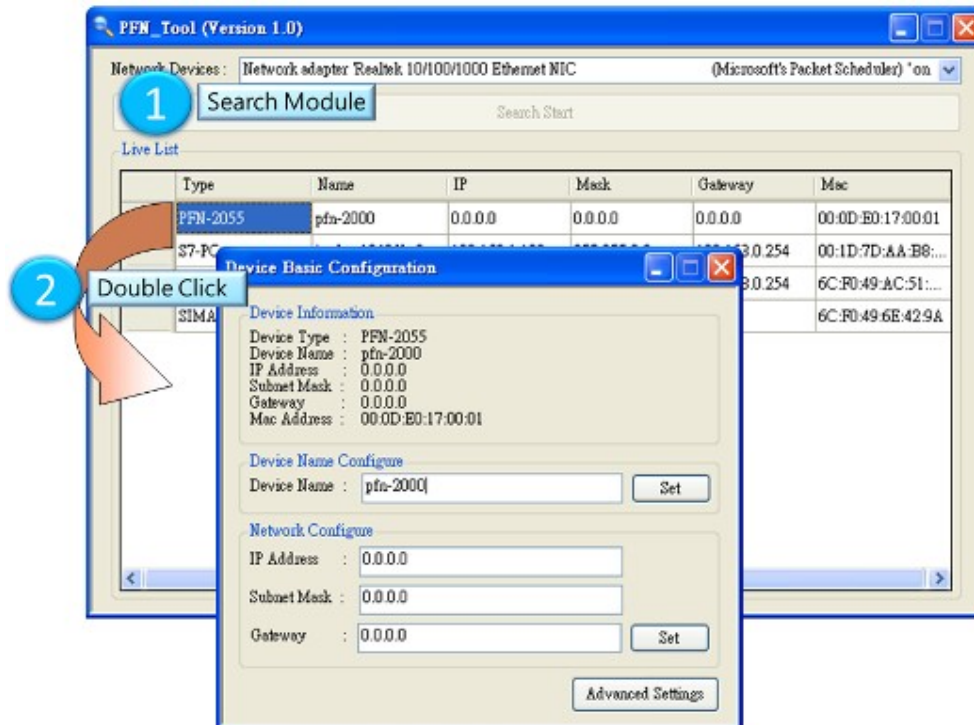 PFN_Tool (Version 1.0)
Network Devices : Network adapter 'Realtek 10/100/1000 Ethernet NIC (Microsoft's Packet Scheduler) ' on
1 Search Module
Search Start
Live List
Type Name IP Mask Gateway Mac
PFN-2055 pfn-2000 0.0.0.0 0.0.0.0 0.0.0.0 00:0D:E0:17:00:01
S7-PC 3.0.254 00:1D:7D:AA:B8:...
2 Double Click
3.0.254 6C:F0:49:AC:51:...
SIMA 6C:F0:49:6E:42:9A
Device Basic Configuration
Device Information
Device Type : PFN-2055
Device Name : pfn-2000
IP Address : 0.0.0.0
Subnet Mask : 0.0.0.0
Gateway : 0.0.0.0
Mac Address : 00:0D:E0:17:00:01
Device Name Configure
Device Name : pfn-2000 Set
Network Configure
IP Address : 0.0.0.0
Subnet Mask : 0.0.0.0
Gateway : 0.0.0.0 Set
Advanced Settings